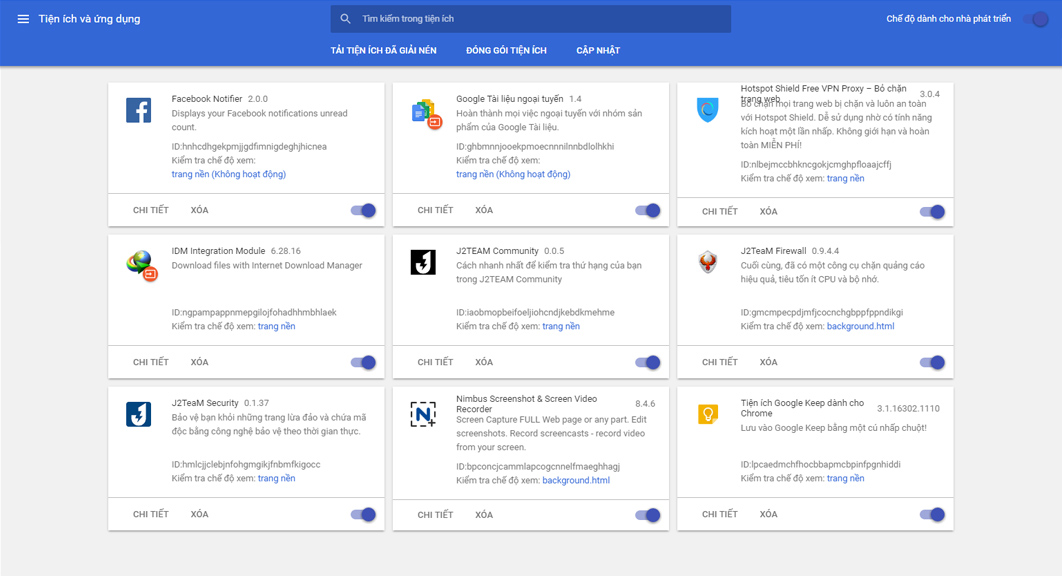 Tiện ích và ứng dụng
Tìm kiếm trong tiện ích
Chế độ dành cho nhà phát triển
TẢI TIỆN ÍCH ĐÃ GIẢI NÉN ĐÓNG GÓI TIỆN ÍCH CẬP NHẬT
Facebook Notifier 2.0.0
Displays your Facebook notifications unread
count.
ID:hnhcdhgekpmjjgdfimnigdeghjhicnea
Kiểm tra chế độ xem:
trang nền (Không hoạt động)
CHI TIẾT XÓA
Google Tài liệu ngoại tuyến 1.4
Hoàn thành mọi việc ngoại tuyến với nhóm sản
phẩm của Google Tài liệu.
ID:ghbmnnjooekpmoecnnnilnnbdlolhkhi
Kiểm tra chế độ xem:
trang nền (Không hoạt động)
CHI TIẾT XÓA
Hotspot Shield Free VPN Proxy – Bỏ chặn
trang web 3.0.4
Bỏ chặn mọi trang web bị chặn và luôn an toàn
với Hotspot Shield. Dễ sử dụng nhờ có tính năng
kích hoạt một lần nhấp. Không giới hạn và hoàn
toàn MIỄN PHÍ!
ID:nlbejmccbhkncgokjcmghpfloaajcffj
Kiểm tra chế độ xem: trang nền
CHI TIẾT XÓA
IDM Integration Module 6.28.16
Download files with Internet Download Manager
ID:ngpampappnmepgilojfohadhhmbhlaek
Kiểm tra chế độ xem: trang nền
CHI TIẾT XÓA
J2TEAM Community 0.0.5
Cách nhanh nhất để kiểm tra thứ hạng của bạn
trong J2TEAM Community
ID:iaobmopbeifoeljiohcndjkebdkmehme
Kiểm tra chế độ xem: trang nền
CHI TIẾT XÓA
J2TeaM Firewall 0.9.4.4
Cuối cùng, đã có một công cụ chặn quảng cáo
hiệu quả, tiêu tốn ít CPU và bộ nhớ.
ID:gmcmpecpdjmfjcocnchgbppfppndikgi
Kiểm tra chế độ xem: background.html
CHI TIẾT XÓA
J2TeaM Security 0.1.37
Bảo vệ bạn khỏi những trang lừa đảo và chứa mã
độc bằng công nghệ bảo vệ theo thời gian thực.
ID:hmlcjjclebjnfohgmgikjfnbmfkigocc
Kiểm tra chế độ xem: trang nền
CHI TIẾT XÓA
Nimbus Screenshot & Screen Video
Recorder 8.4.6
Screen Capture FULL Web page or any part. Edit
screenshots. Record screencasts - record video
from your screen.
ID:bpconcjcammlapcogcnnelfmaeghhagj
Kiểm tra chế độ xem: background.html
CHI TIẾT XÓA
Tiện ích Google Keep dành cho
Chrome 3.1.16302.1110
Lưu vào Google Keep bằng một cú nhấp chuột!
ID:lpcaedmchfhocbbapmcbpinfpgnhiddi
Kiểm tra chế độ xem: trang nền
CHI TIẾT XÓA